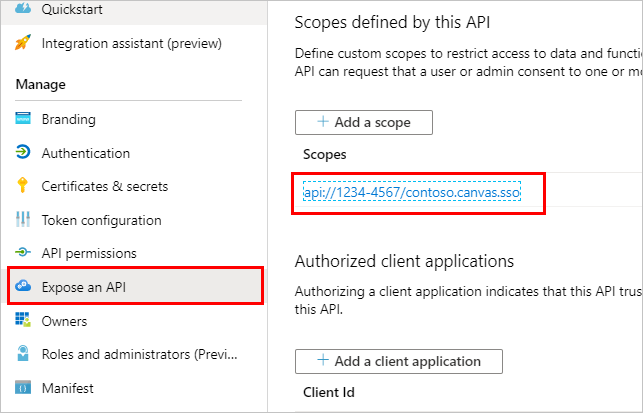 Quickstart
Integration assistant (preview)
Manage
Branding
Authentication
Certificates & secrets
Token configuration
API permissions
Expose an API
Owners
Roles and administrators (Previ...
Manifest
Scopes defined by this API
Define custom scopes to restrict access to data and
API can request that a user or admin consent to one or
+ Add a scope
Scopes
api://1234-4567/contoso.canvas.sso
Authorized client applications
Authorizing a client application indicates that this API
this API.
+ Add a client application
Client Id